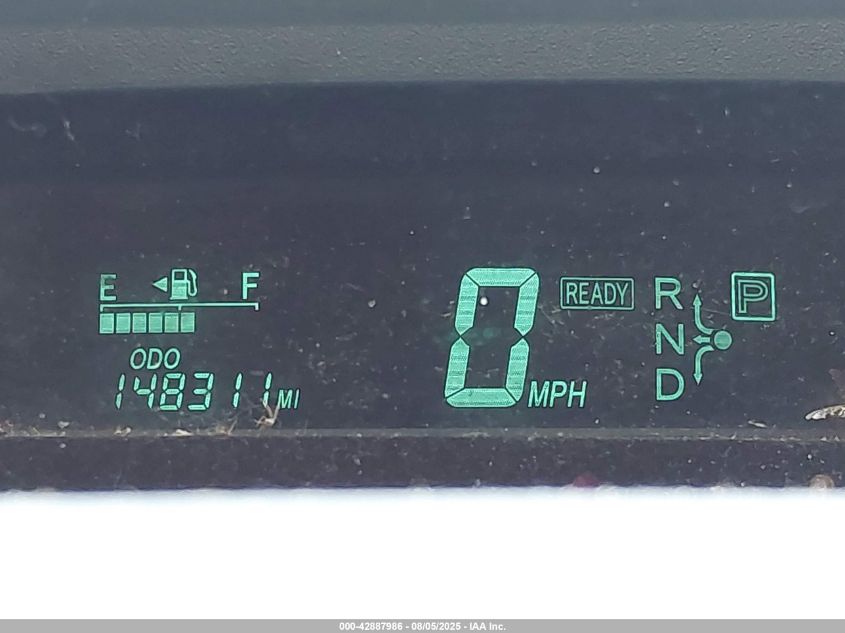 E F
ODO
148311 MI
0 MPH
READY
R
N
D
P
000-42887986 - 08/05/2025 - IAA Inc.